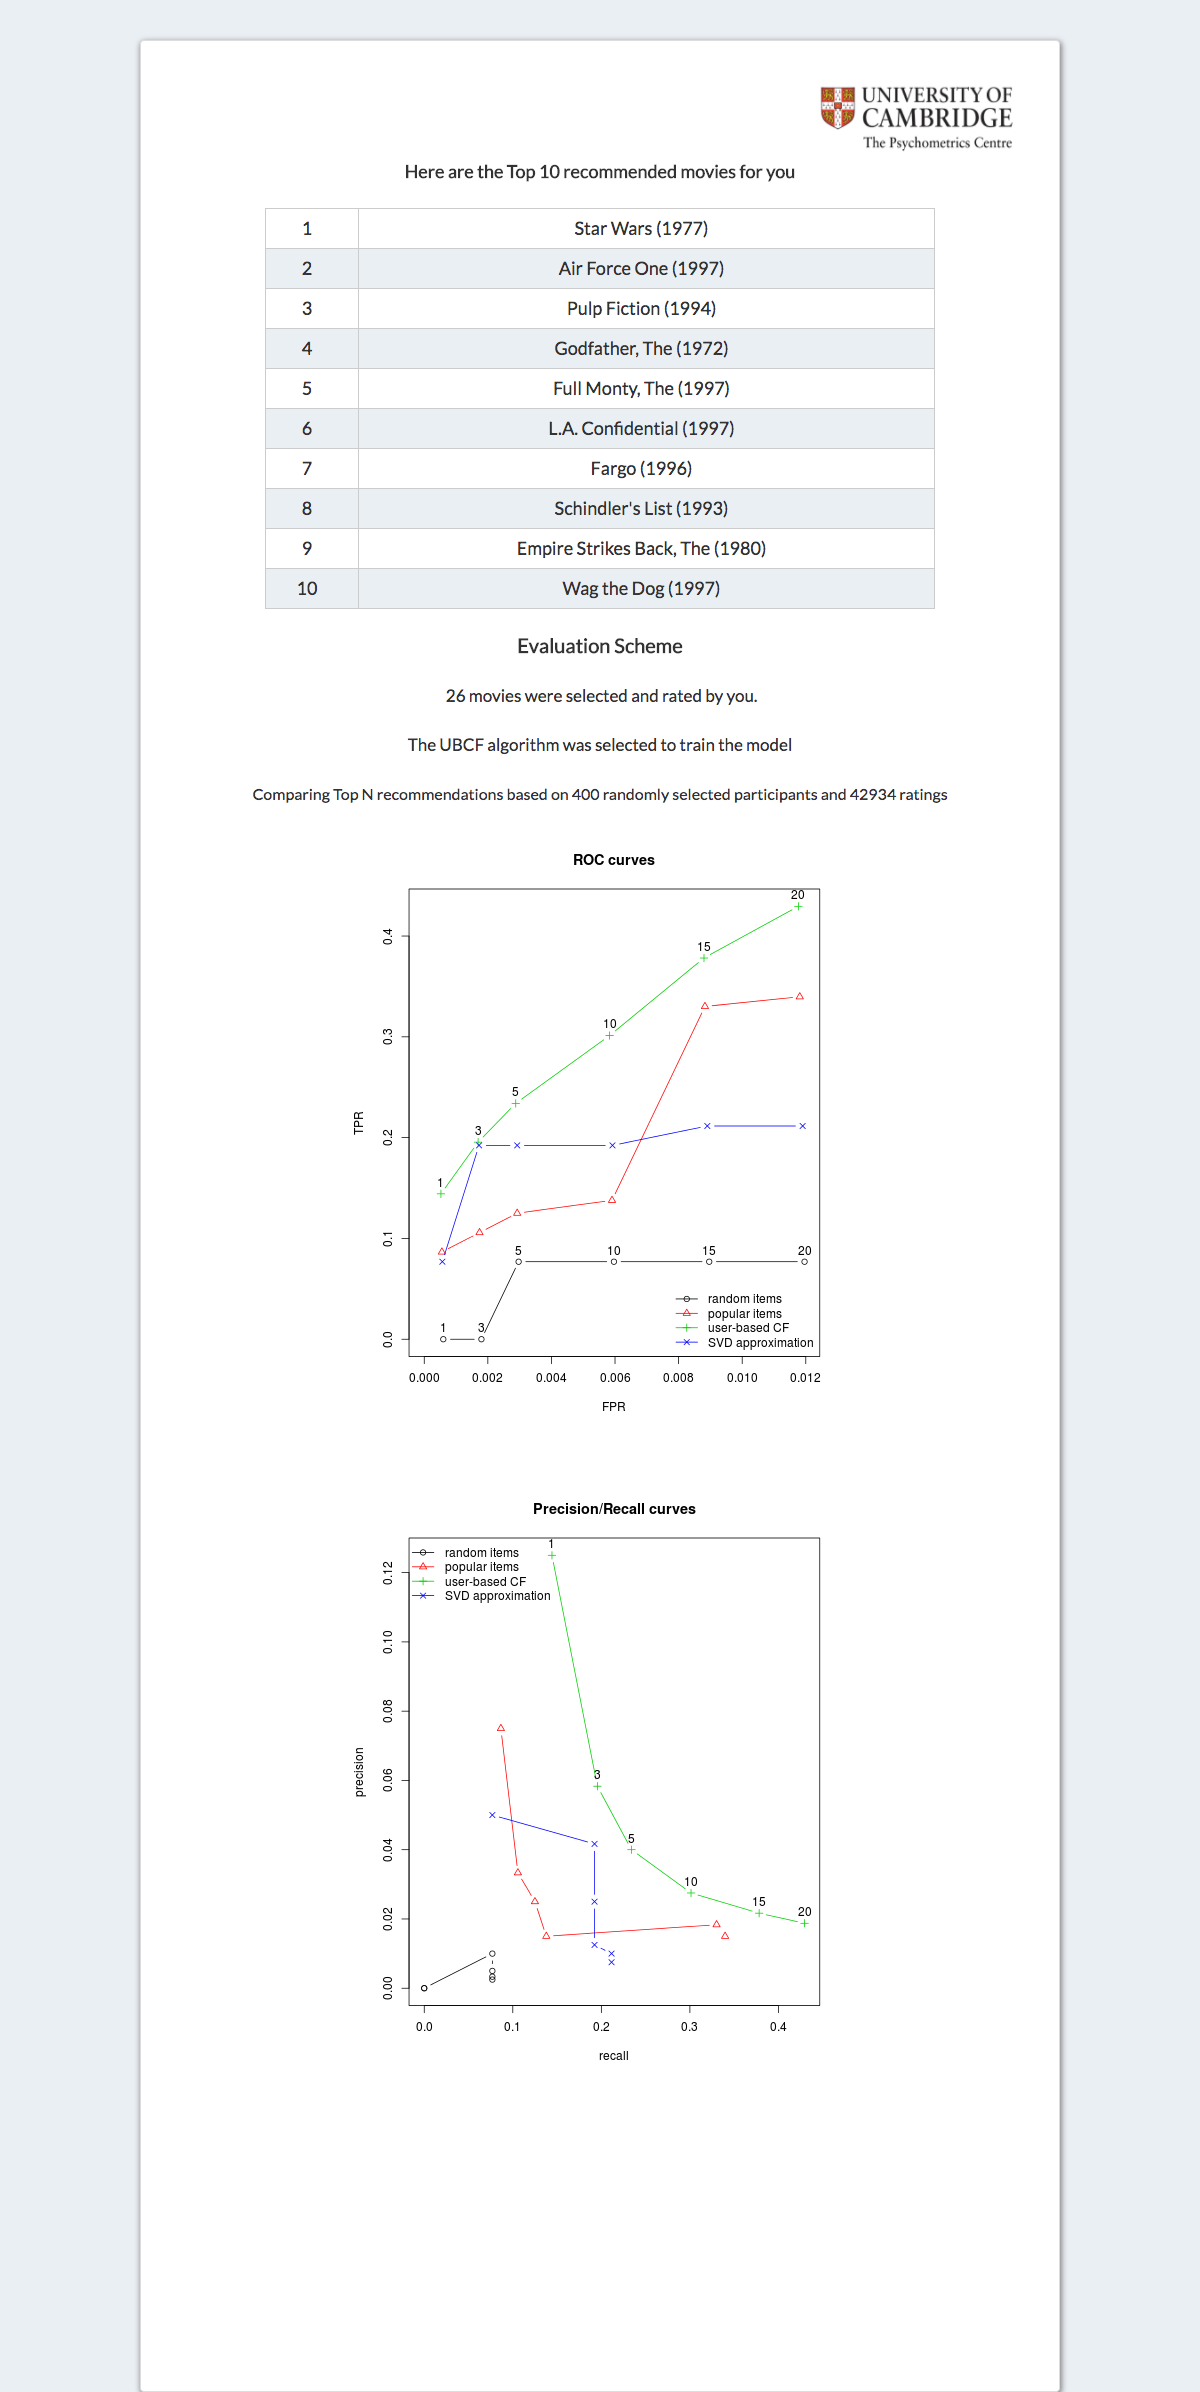 UNIVERSITY OF
CAMBRIDGE
The Psychometrics Centre
Here are the Top 10 recommended movies for you
1 Star Wars (1977)
2 Air Force One (1997)
3 Pulp Fiction (1994)
4 Godfather, The (1972)
5 Full Monty, The (1997)
6 L.A. Confidential (1997)
7 Fargo (1996)
8 Schindler's List (1993)
9 Empire Strikes Back, The (1980)
10 Wag the Dog (1997)
Evaluation Scheme
26 movies were selected and rated by you.
The UBCF algorithm was selected to train the model
Comparing Top N recommendations based on 400 randomly selected participants and 42934 ratings
ROC curves
20
15
10
5
3
1
5 10 15 20
1 3
0.4
0.3
0.2
0.1
0.0
TPR
random items
popular items
user-based CF
SVD approximation
0.000 0.002 0.004 0.006 0.008 0.010 0.012
FPR
Precision/Recall curves
random items
popular items
user-based CF
SVD approximation
1
3
5
10
15
20
0.12
0.10
0.08
0.06
0.04
0.02
0.00
precision
0.0 0.1 0.2 0.3 0.4
recall